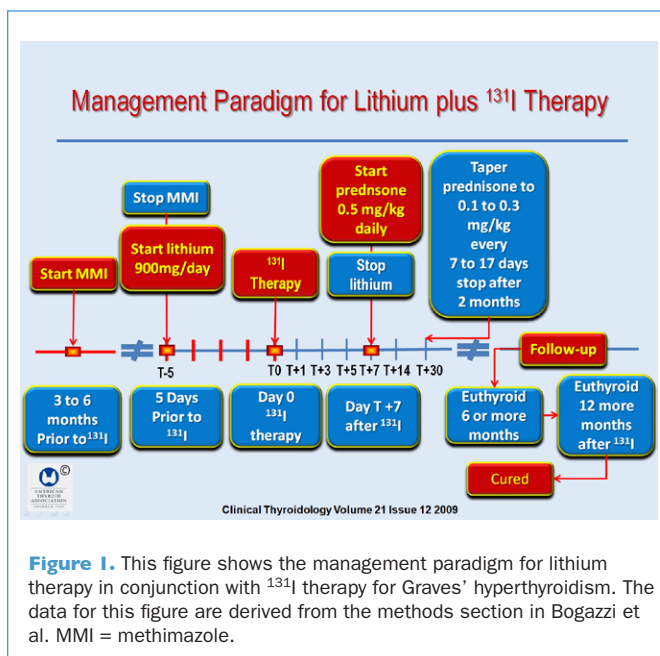 Management Paradigm for Lithium plus ¹³¹I Therapy
Start MMI
Stop MMI
Start lithium
900mg/day
¹³¹I
Therapy
Start
prednsone
0.5 mg/kg
daily
Stop
lithium
Taper
prednisone to
0.1 to 0.3
mg/kg
every
7 to 17 days
stop after
2 months
T-5
T0 T+1 T+3 T+5 T+7 T+14 T+30
Follow-up
3 to 6
months
Prior to ¹³¹I
5 Days
Prior to
¹³¹I
Day 0
¹³¹I
therapy
Day T +7
after ¹³¹I
Euthyroid
6 or more
months
Euthyroid
12 more
months
after ¹³¹I
Cured
©
AMERICAN
THYROID
ASSOCIATION
Clinical Thyroidology Volume 21 Issue 12 2009
Figure 1. This figure shows the management paradigm for lithium
therapy in conjunction with ¹³¹I therapy for Graves’ hyperthyroidism. The
data for this figure are derived from the methods section in Bogazzi et
al. MMI = methimazole.